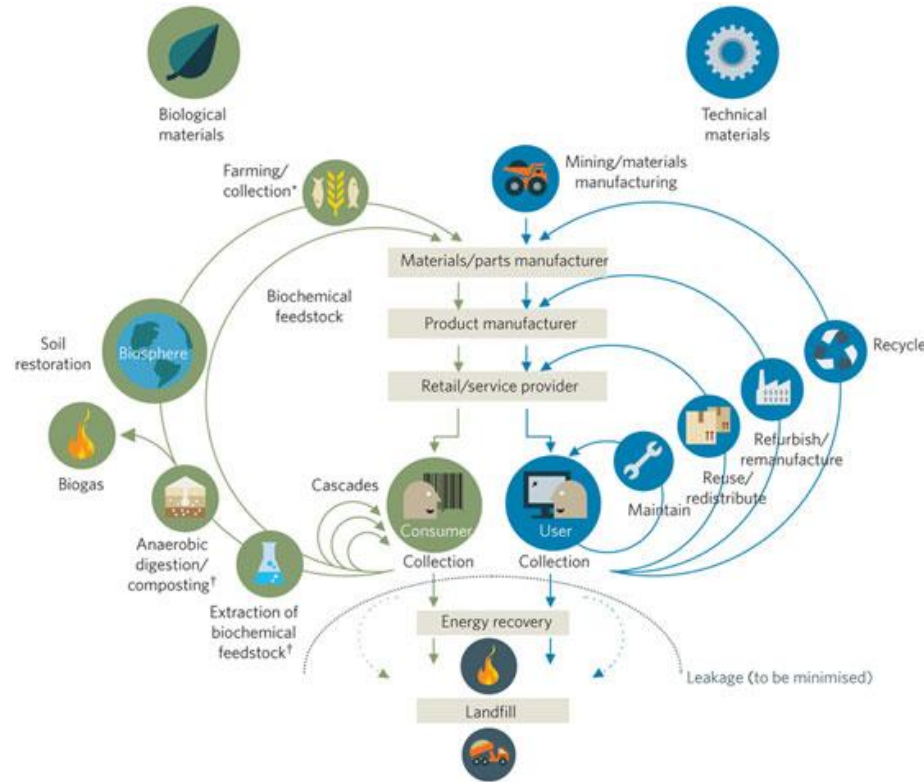 Biological
materials
Technical
materials
Farming/
collection*
Mining/materials
manufacturing
Materials/parts manufacturer
Biochemical
feedstock
Product manufacturer
Soil
restoration
Biosphere
Recycle
Retail/service provider
Refurbish/
remanufacture
Reuse/
redistribute
Biogas
Cascades
Maintain
Consumer
User
Anaerobic
digestion/
composting†
Collection
Collection
Extraction of
biochemical
feedstock†
Energy recovery
Leakage (to be minimised)
Landfill